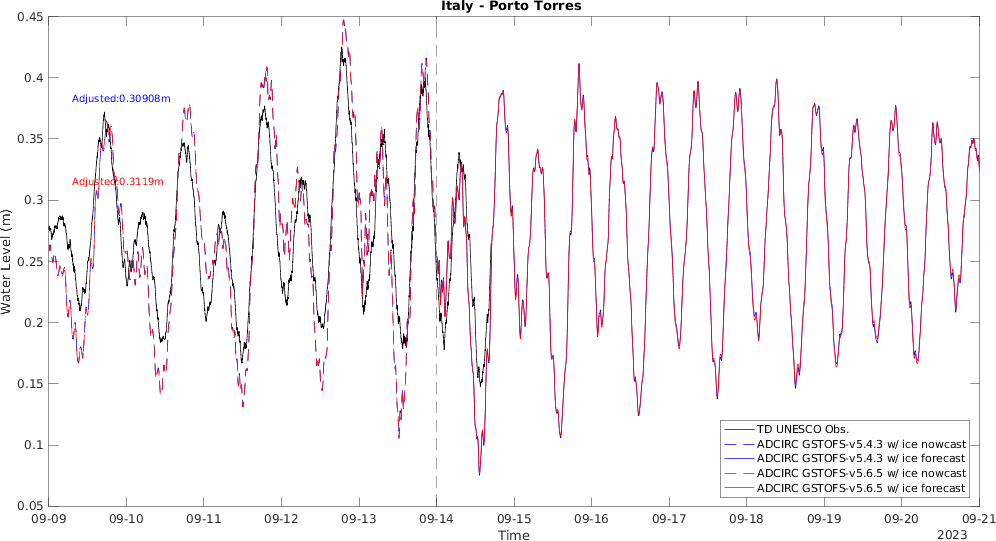 Italy - Porto Torres
0.45
0.4
0.35
0.3
0.25
0.2
0.15
0.1
0.05
Water Level (m)
Adjusted:0.30908m
Adjusted:0.3119m
TD UNESCO Obs.
ADCIRC GSTOFS-v5.4.3 w/ ice nowcast
ADCIRC GSTOFS-v5.4.3 w/ ice forecast
ADCIRC GSTOFS-v5.6.5 w/ ice nowcast
ADCIRC GSTOFS-v5.6.5 w/ ice forecast
09-09 09-10 09-11 09-12 09-13 09-14 09-15 09-16 09-17 09-18 09-19 09-20 09-21
Time
2023